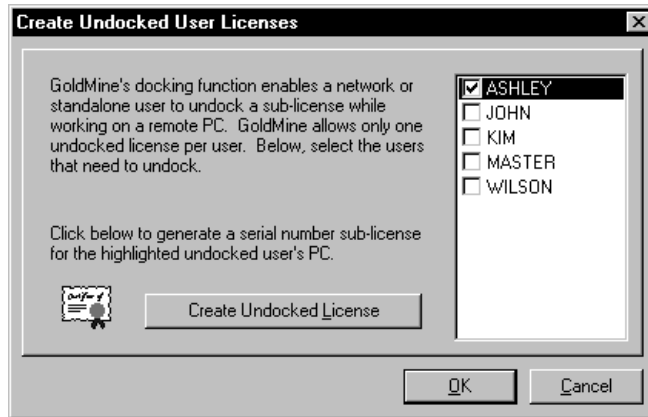 Create Undocked User Licenses
GoldMine's docking function enables a network or
standalone user to undock a sub-license while
working on a remote PC.  GoldMine allows only one
undocked license per user.  Below, select the users
that need to undock.
Click below to generate a serial number sub-license
for the highlighted undocked user's PC.
Create Undocked License
ASHLEY
JOHN
KIM
MASTER
WILSON
OK
Cancel